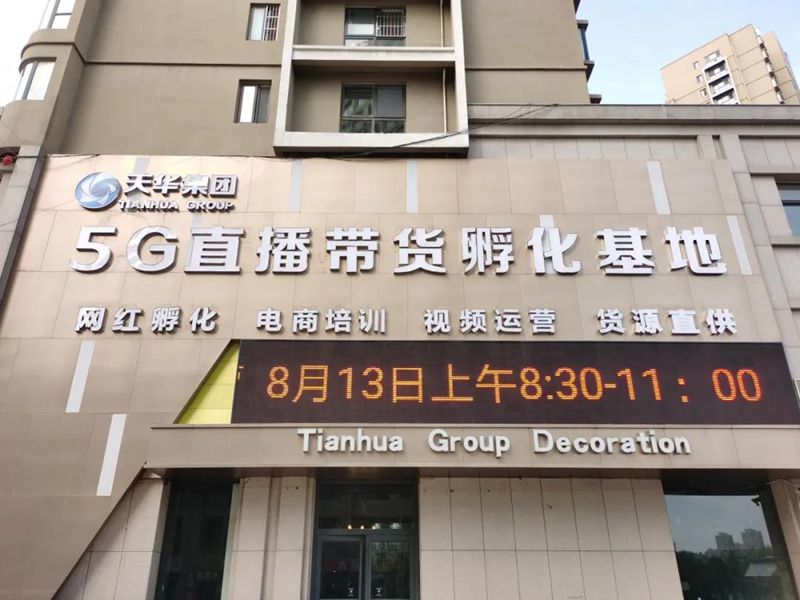 天华集团
TIANHUA GROUP
5G直播带货孵化基地
网红孵化 电商培训 视频运营 货源直供
8月13日上午8:30-11：00
Tianhua Group Decoration